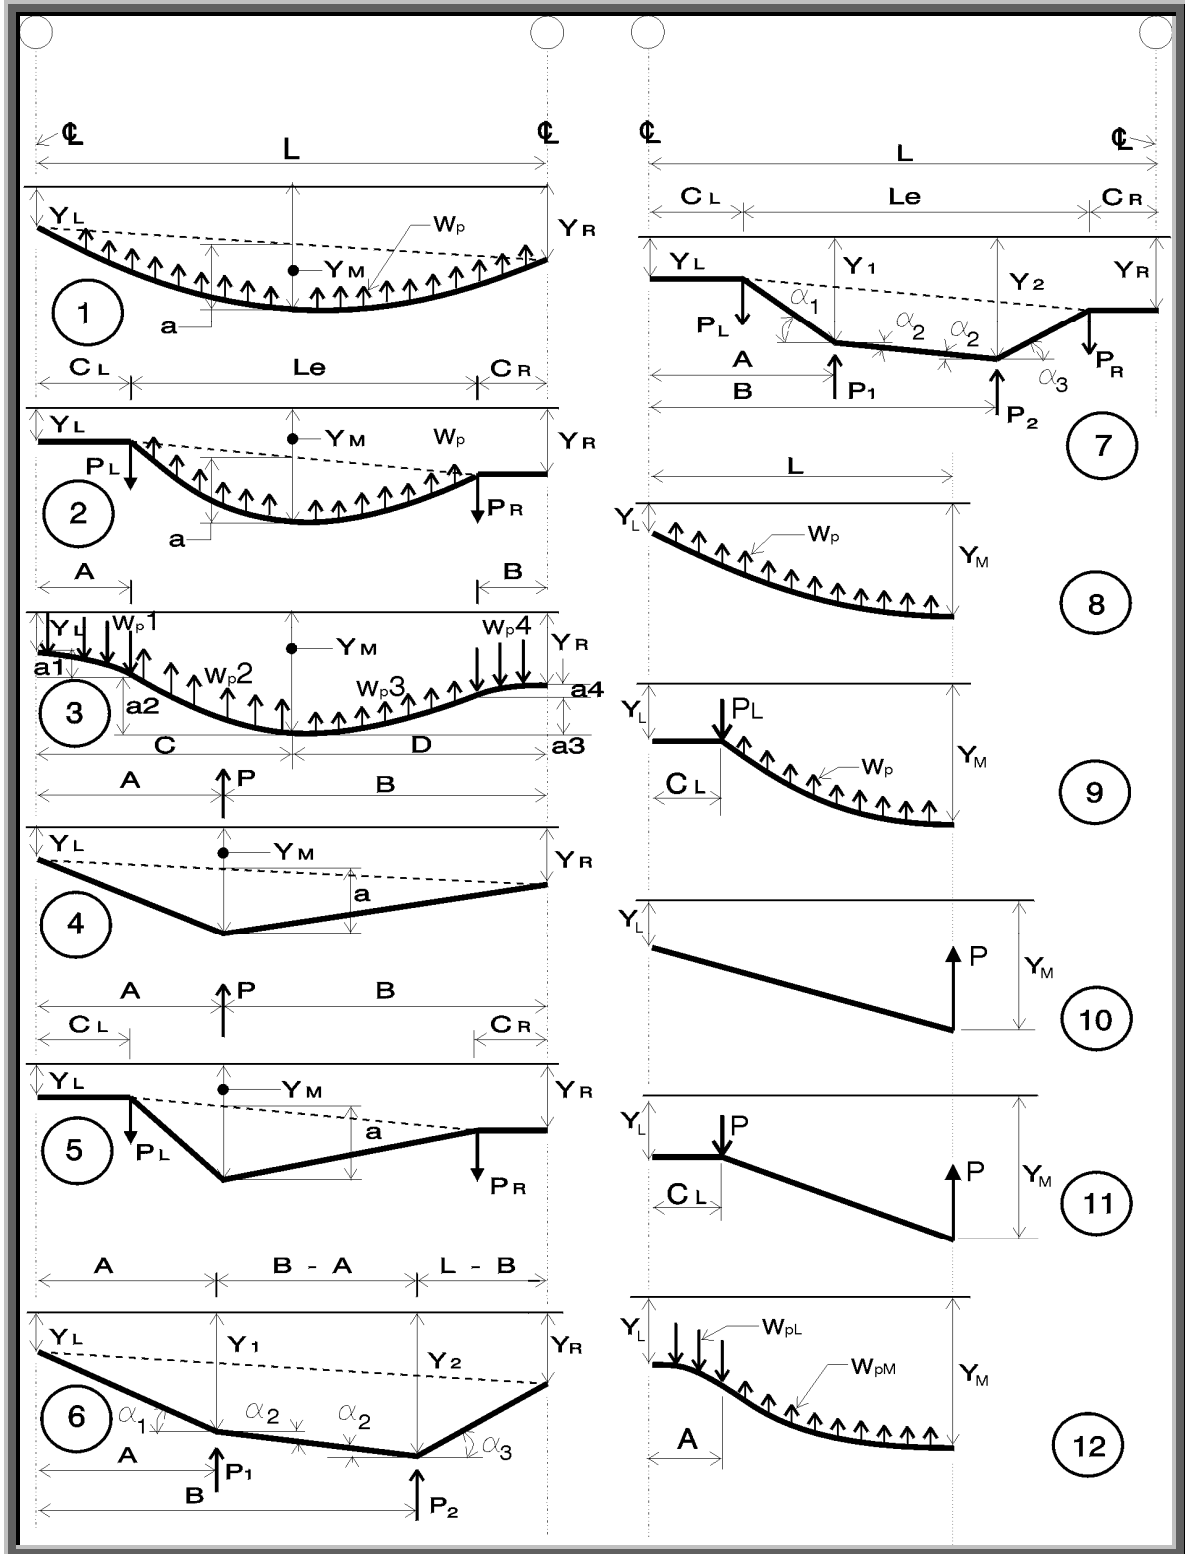 ℄ ℄
L
YL YM Wp YR
a
1
CL Le CR
YL YM Wp YR
PL PR
a
2
A B
YL Wp1 YM Wp4 YR
a1 Wp2 Wp3 a4
a2
3
C D a3
A P B
YL YM YR
a
4
A P B
CL CR
YL YM YR
a
5
PL PR
A B - A L - B
YL Y1 Y2 YR
α1 α2 α2 α3
6
A P1
B P2
℄ ℄
L
CL Le CR
YL Y1 Y2 YR
α1 α2 α2 α3
PL PR
A P1
B P2
7
L
YL Wp YM
8
YL PL YM
CL Wp
9
YL P YM
10
YL P P YM
CL
11
YL WpL YM
WpM
A
12